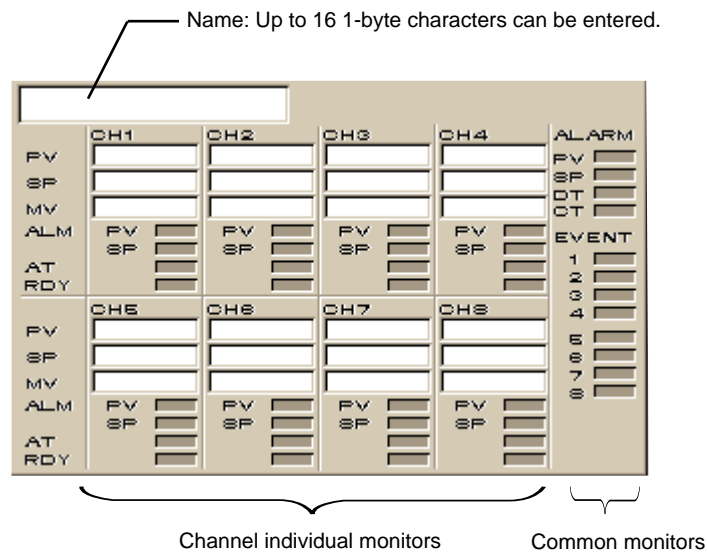 Name: Up to 16 1-byte characters can be entered.
CH1 CH2 CH3 CH4 ALARM
PV PV
SP SP
MV DT
CT
ALM PV PV PV PV EVENT
SP SP SP SP
1
AT 2
RDY 3
CH5 CH6 CH7 CH8 4
PV 5
SP 6
MV 7
8
ALM PV PV PV PV
SP SP SP SP
AT
RDY
Channel individual monitors Common monitors